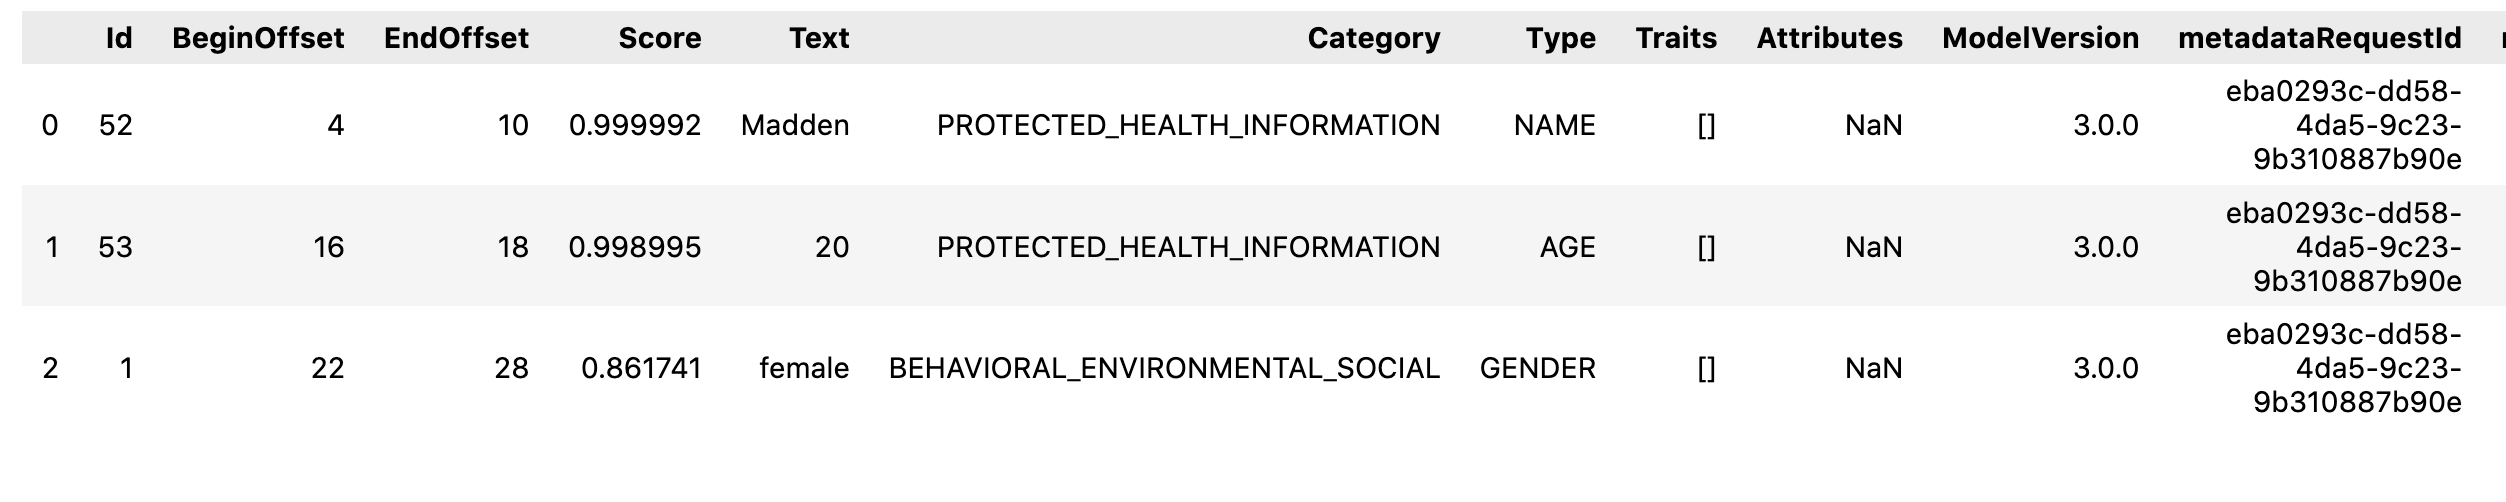 Id BeginOffset EndOffset Score Text Category Type Traits Attributes ModelVersion metadataRequestId
0 52 4 10 0.999992 Madden PROTECTED_HEALTH_INFORMATION NAME [] NaN 3.0.0 eba0293c-dd58-
4da5-9c23-
9b310887b90e
1 53 16 18 0.998995 20 PROTECTED_HEALTH_INFORMATION AGE [] NaN 3.0.0 eba0293c-dd58-
4da5-9c23-
9b310887b90e
2 1 22 28 0.861741 female BEHAVIORAL_ENVIRONMENTAL_SOCIAL GENDER [] NaN 3.0.0 eba0293c-dd58-
4da5-9c23-
9b310887b90e